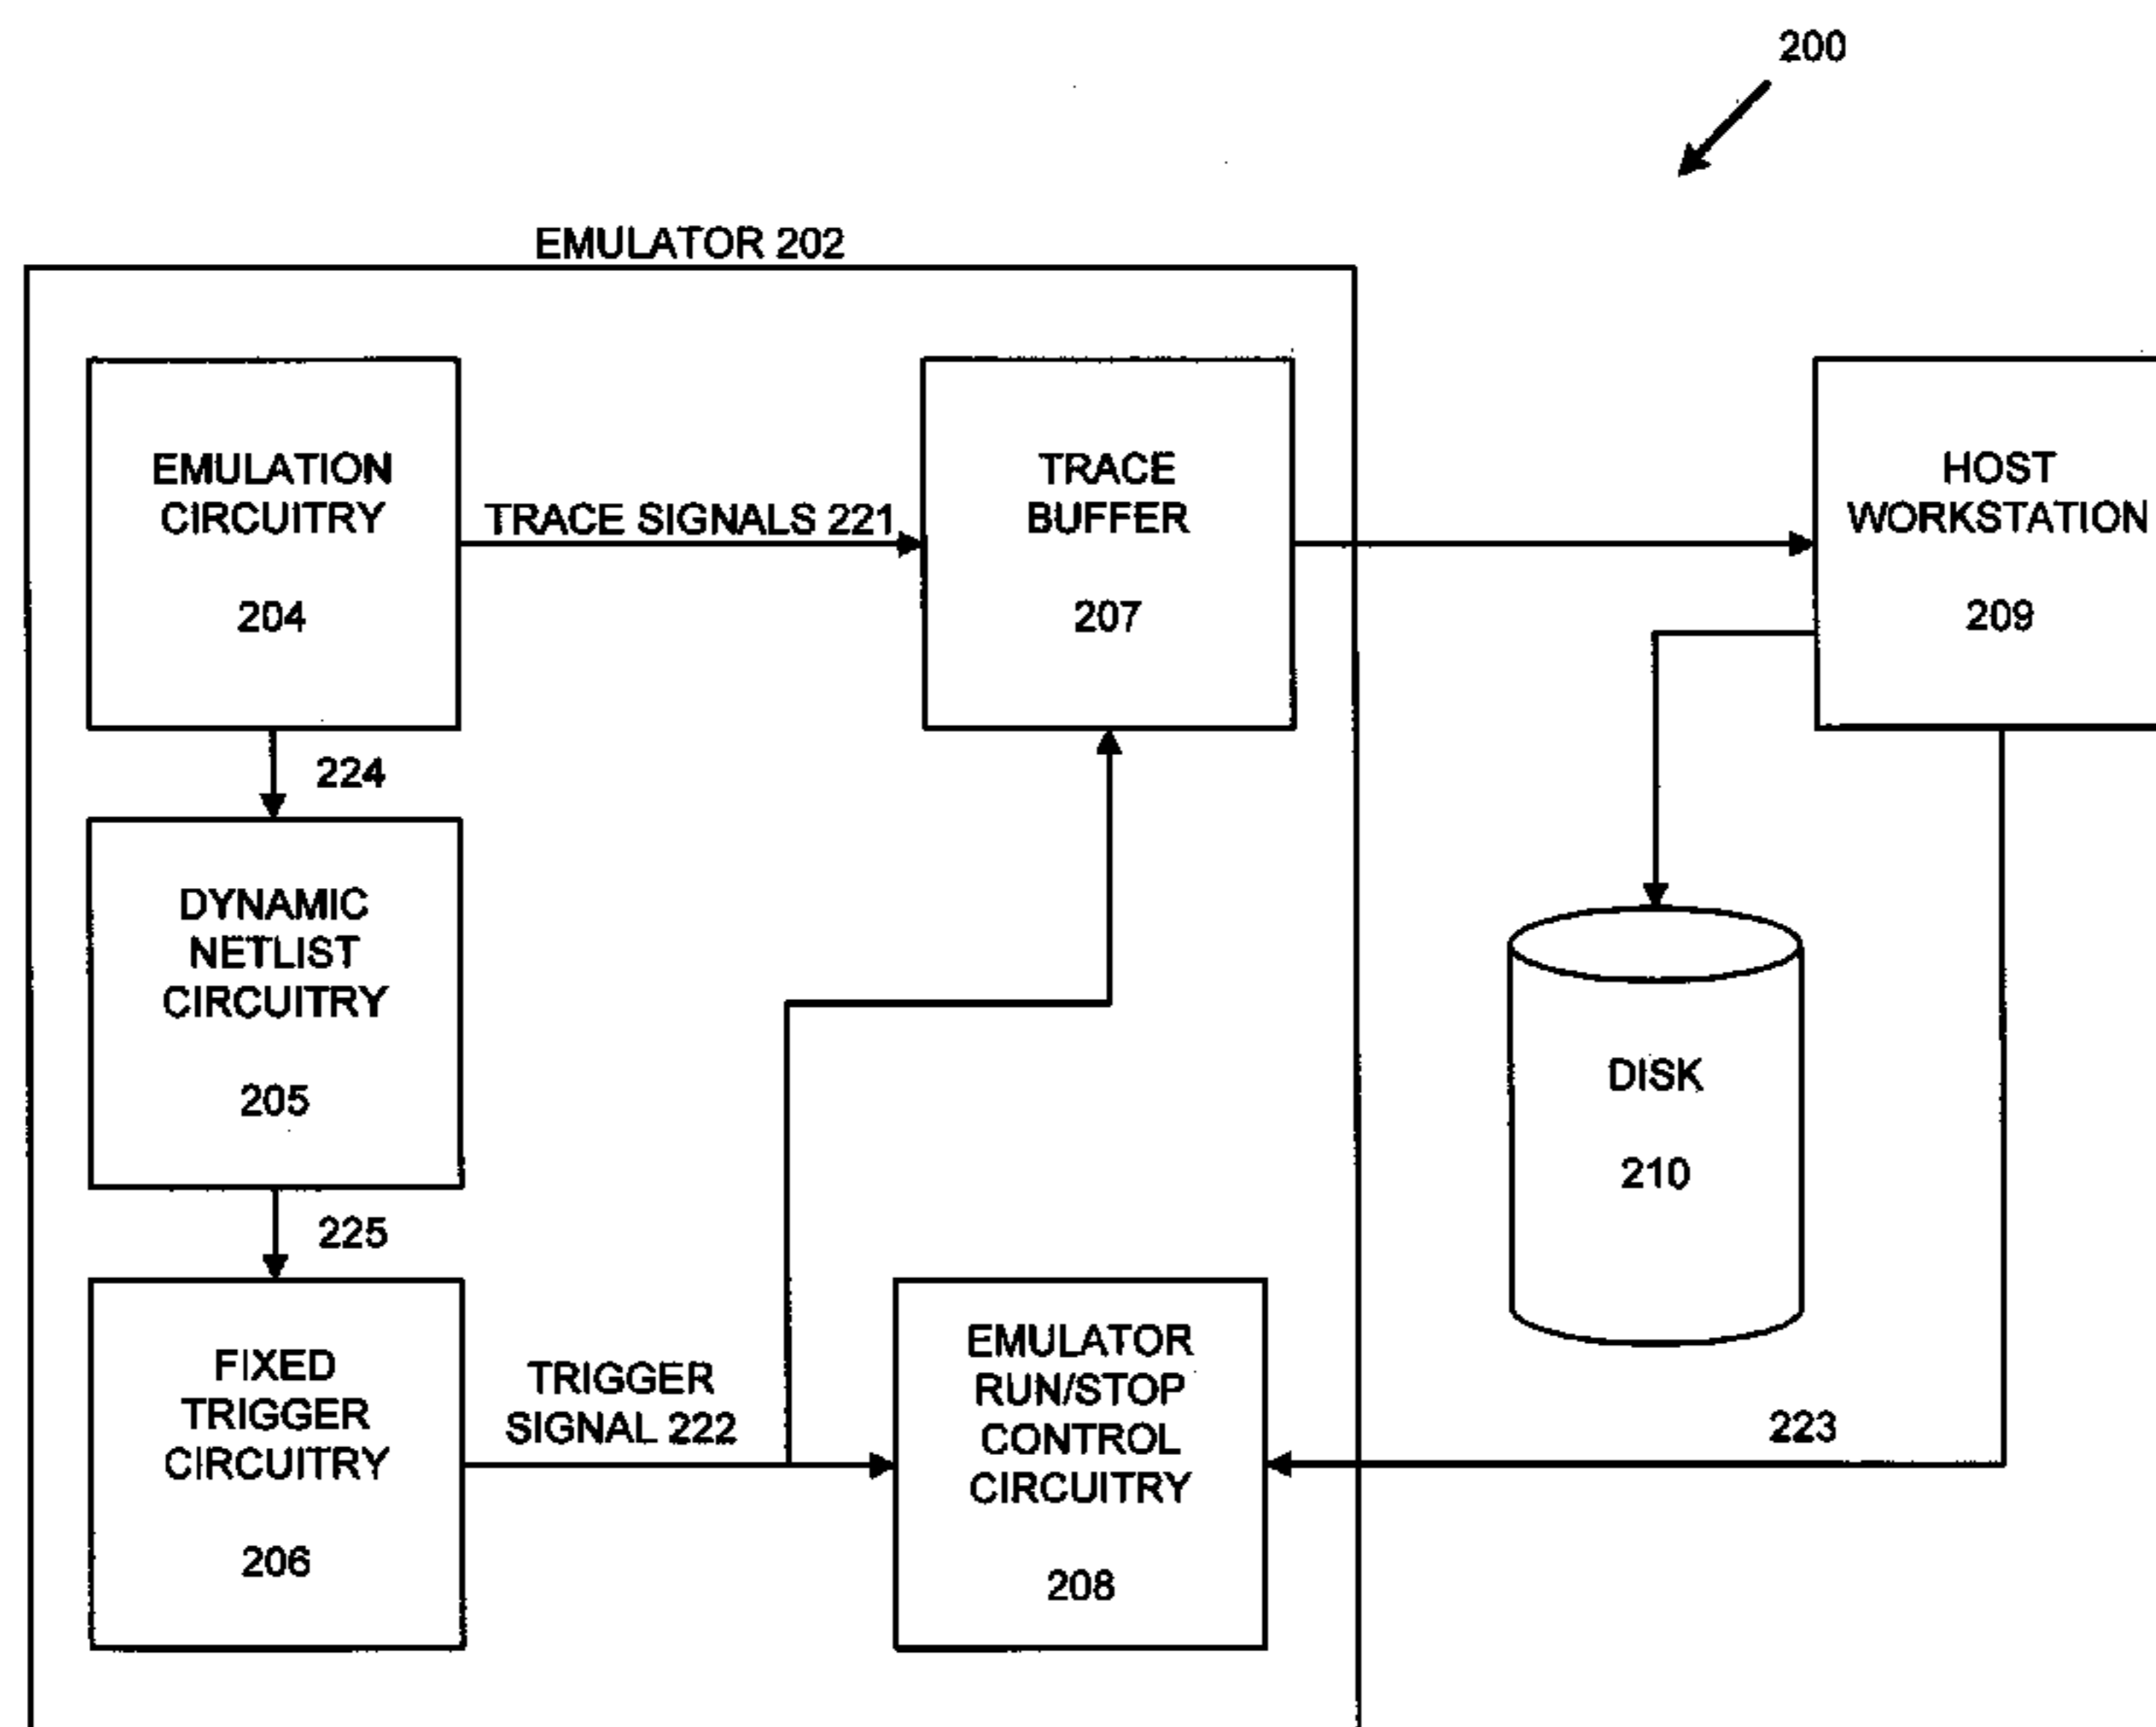 200
EMULATOR 202
EMULATION
CIRCUITRY
204
TRACE SIGNALS 221
TRACE
BUFFER
207
HOST
WORKSTATION
209
224
DYNAMIC
NETLIST
CIRCUITRY
205
DISK
210
225
FIXED
TRIGGER
CIRCUITRY
206
TRIGGER
SIGNAL 222
EMULATOR
RUN/STOP
CONTROL
CIRCUITRY
208
223